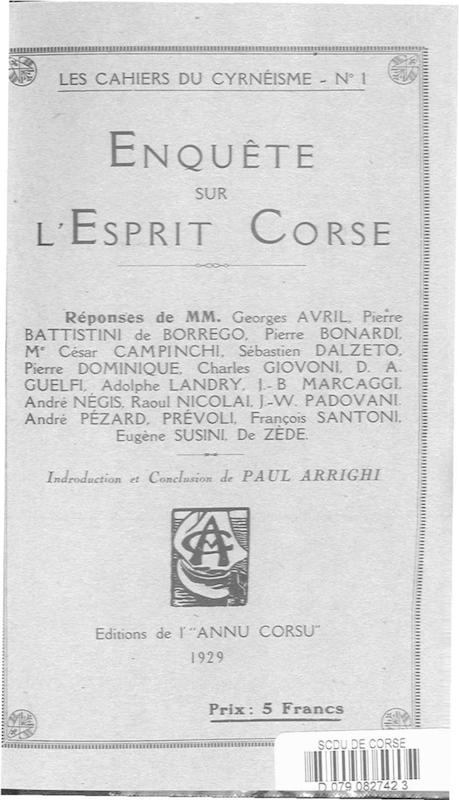 LES CAHIERS DU CYRNÉISME - N° 1
ENQUÊTE
SUR
L'ESPRIT CORSE
Réponses de MM. Georges AVRIL, Pierre
BATTISTINI de BORREGO, Pierre BONARDI,
Me César CAMPINCHI, Sébastien DALZETO,
Pierre DOMINIQUE, Charles GIOVONI, D. A.
GUELFI, Adolphe LANDRY, J.-B MARCAGGI,
André NÉGIS, Raoul NICOLAI, J.-W. PADOVANI.
André PÉZARD, PRÉVOLI, François SANTONI,
Eugène SUSINI, De ZÈDE.
Indroduction et Conclusion de PAUL ARRIGHI
Editions de l'"ANNU CORSU"
1929
Prix : 5 Francs
SCDU DE CORSE
D 079 082742 3